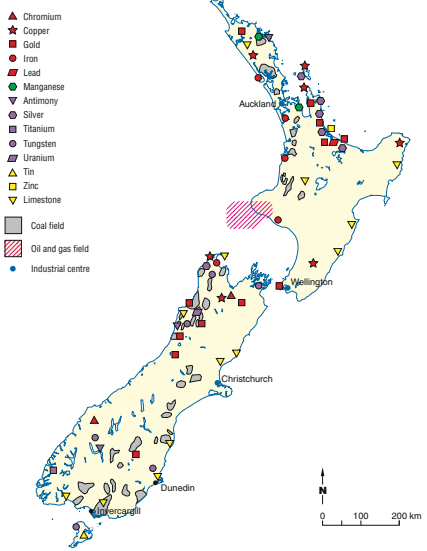 Chromium
Copper
Gold
Iron
Lead
Manganese
Antimony
Silver
Titanium
Tungsten
Uranium
Tin
Zinc
Limestone
Coal field
Oil and gas field
Industrial centre
Auckland
Wellington
Christchurch
Dunedin
Invercargill
N
0 100 200 km